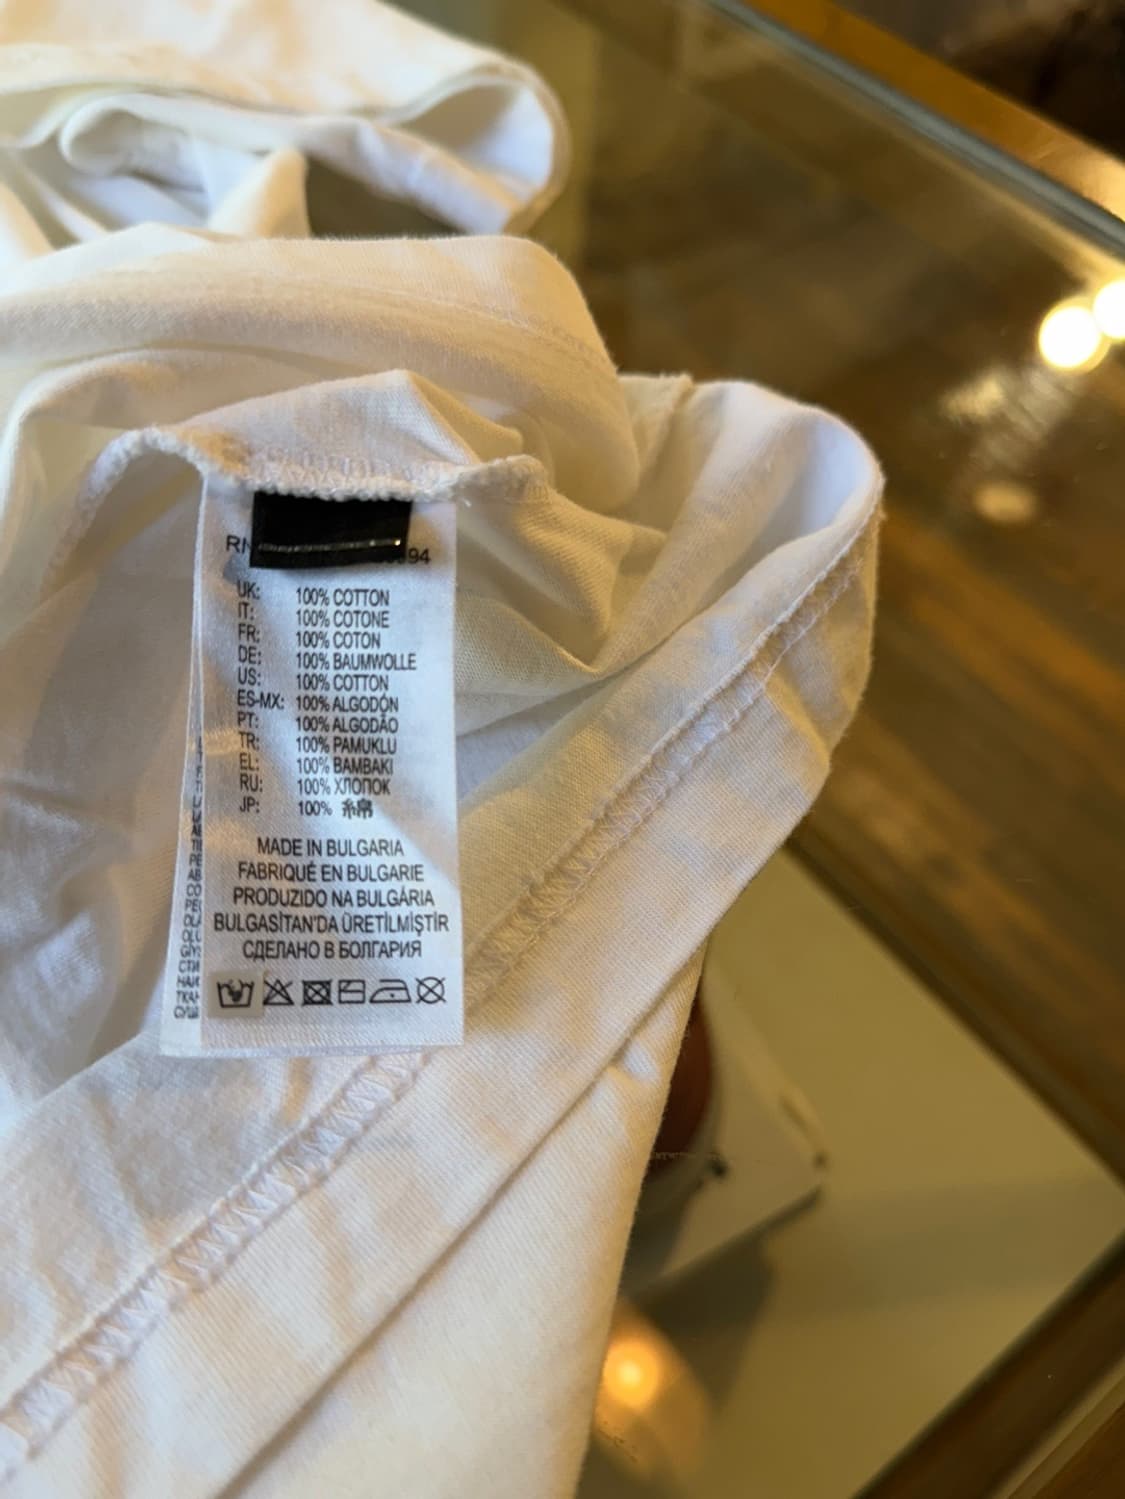 RN 94
UK: 100% COTTON
IT: 100% COTONE
FR: 100% COTON
DE: 100% BAUMWOLLE
US: 100% COTTON
ES-MX: 100% ALGODÓN
PT: 100% ALGODÃO
TR: 100% PAMUKLU
EL: 100% BAMBAKI
RU: 100% ХЛОПОК
JP: 100%
MADE IN BULGARIA
FABRIQUÉ EN BULGARIE
PRODUZIDO NA BULGÁRIA
BULGASİTAN'DA ÜRETİLMİŞTİR
СДЕЛАНО В БОЛГАРИЯ